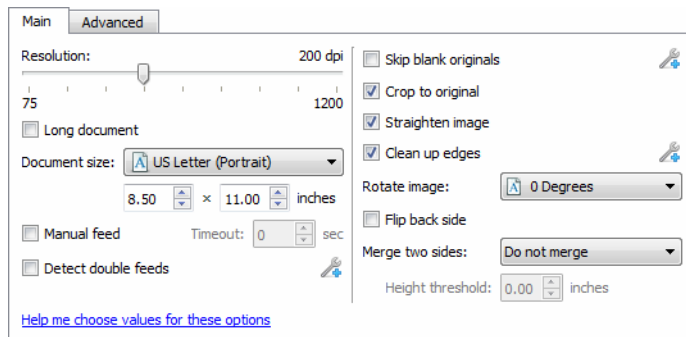 Main
Advanced
Resolution: 200 dpi
75 1200
Long document
Document size: A US Letter (Portrait)
8.50 × 11.00 inches
Manual feed Timeout: 0 sec
Detect double feeds
Help me choose values for these options
Skip blank originals
Crop to original
Straighten image
Clean up edges
Rotate image: A 0 Degrees
Flip back side
Merge two sides: Do not merge
Height threshold: 0.00 inches